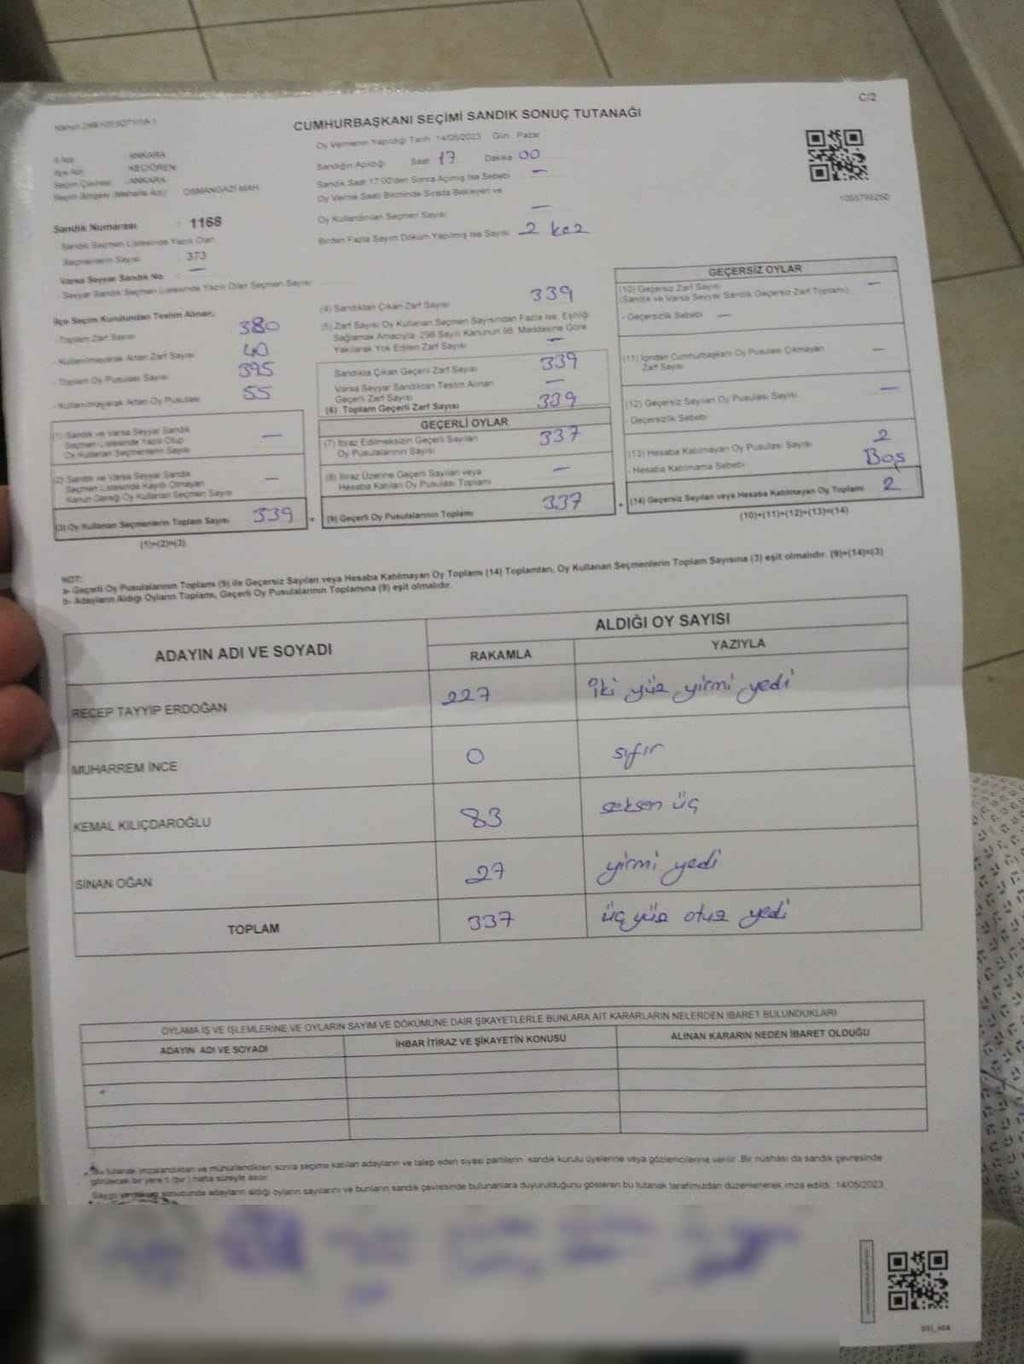 C/2
CUMHURBAŞKANI SEÇİMİ SANDIK SONUÇ TUTANAĞI
Oy Vermenin Yapıldığı Tarih 14/05/2023 Gün : Pazar
Sandığın Açıldığı Saat 17 Dakika 00
Sandık Saat 17:00'den Sonra Açılmış İse Sebebi —
Oy Verme Saati Bitiminde Sırada Bekleyen ve
Oy Kullandırılan Seçmen Sayısı —
Birden Fazla Sayım Döküm Yapılmış İse Sayısı 2 kez
ANKARA
KEÇİÖREN
ANKARA
OSMANGAZİ MAH.
Sandık Numarası : 1168
Sandık Seçmen Listesinde Yazılı Olan
Seçmenlerin Sayısı 373
Varsa Seyyar Sandık No —
Seyyar Sandık Seçmen Listesinde Yazılı Olan Seçmen Sayısı
İlçe Seçim Kurulundan Teslim Alınan;
- Toplam Zarf Sayısı 380
- Kullanılmayarak Artan Zarf Sayısı 40
- Toplam Oy Pusulası Sayısı 395
- Kullanılmayarak Artan Oy Pusulası 55
(1) Sandık ve Varsa Seyyar Sandık
Seçmen Listesinde Yazılı Olup
Oy Kullanan Seçmenlerin Sayısı —
(2) Sandık ve Varsa Seyyar Sandık
Seçmen Listesinde Kayıtlı Olmayan
Kanun Gereği Oy Kullanan Seçmen Sayısı —
(3) Oy Kullanan Seçmenlerin Toplam Sayısı 339
(1)+(2)=(3)
(4) Sandıktan Çıkan Zarf Sayısı 339
(5) Zarf Sayısı Oy Kullanan Seçmen Sayısından Fazla İse, Eşitliği
Sağlamak Amacıyla 298 Sayılı Kanunun 98. Maddesine Göre
Yakılarak Yok Edilen Zarf Sayısı —
Sandıkta Çıkan Geçerli Zarf Sayısı 339
Varsa Seyyar Sandıktan Teslim Alınan
Geçerli Zarf Sayısı —
(6) Toplam Geçerli Zarf Sayısı 339
GEÇERLİ OYLAR
(7) İtiraz Edilmeksizin Geçerli Sayılan
Oy Pusulasının Sayısı 337
(8) İtiraz Üzerine Geçerli Sayılan veya
Hesaba Katılan Oy Pusulası Toplamı —
(9) Geçerli Oy Pusulalarının Toplamı 337
GEÇERSİZ OYLAR
(10) Geçersiz Zarf Sayısı —
(Sandık ve Varsa Seyyar Sandık Geçersiz Zarf Toplamı)
- Geçersizlik Sebebi —
(11) İçinden Cumhurbaşkanı Oy Pusulası Çıkmayan
Zarf Sayısı —
(12) Geçersiz Sayılan Oy Pusulası Sayısı —
- Geçersizlik Sebebi
(13) Hesaba Katılmayan Oy Pusulası Sayısı 2
- Hesaba Katılmama Sebebi Boş
(14) Geçersiz Sayılan veya Hesaba Katılmayan Oy Toplamı 2
(10)+(11)+(12)+(13)=(14)
NOT:
a- Geçerli Oy Pusulalarının Toplamı (9) ile Geçersiz Sayılan veya Hesaba Katılmayan Oy Toplamı (14) Toplamları, Oy Kullanan Seçmenlerin Toplam Sayısına (3) eşit olmalıdır. (9)+(14)=(3)
b- Adayların Aldığı Oyların Toplamı, Geçerli Oy Pusulalarının Toplamına (9) eşit olmalıdır.
ADAYIN ADI VE SOYADI
ALDIĞI OY SAYISI
RAKAMLA YAZIYLA
RECEP TAYYİP ERDOĞAN 227 iki yüz yirmi yedi
MUHARREM İNCE 0 sıfır
KEMAL KILIÇDAROĞLU 83 seksen üç
SİNAN OĞAN 27 yirmi yedi
TOPLAM 337 üç yüz otuz yedi
OYLAMA İŞ VE İŞLEMLERİNE VE OYLARIN SAYIM VE DÖKÜMÜNE DAİR ŞİKAYETLERLE BUNLARA AİT KARARLARIN NELERDEN İBARET BULUNDUKLARI
ADAYIN ADI VE SOYADI İHBAR İTİRAZ VE ŞİKAYETİN KONUSU ALINAN KARARIN NEDEN İBARET OLDUĞU
Bu tutanak imzalandıktan ve mühürlendikten sonra seçime katılan adayların ve talep eden siyasi partilerin sandık kurulu üyelerine veya gözlemcilerine verilir. Bir nüshası da sandık çevresinde
görülecek bir yere 1 (bir) hafta süreyle asılır.
sonucunda adayların aldığı oyların sayılarını ve bunların sandık çevresinde bulunanlara duyurulduğunu gösteren bu tutanak tarafımızdan düzenlenerek imza edildi. 14/05/2023